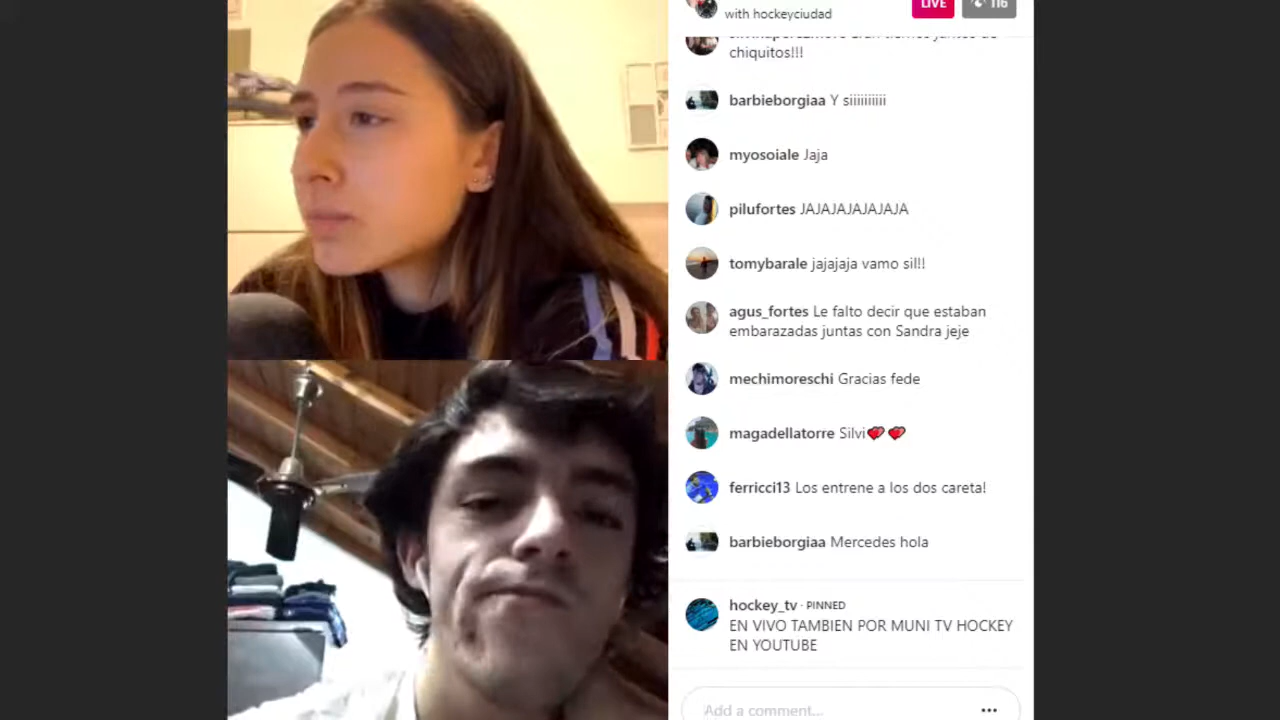 with hockeyciudad
LIVE
116
chiquitos!!!
barbieborgiaa Y siiiiiiiiii
myosoiale Jaja
pilufortes JAJAJAJAJAJAJA
tomybarale jajajaja vamo sil!!
agus_fortes Le falto decir que estaban
embarazadas juntas con Sandra jeje
mechimoreschi Gracias fede
magadellatorre Silvi💕💕
ferricci13 Los entrene a los dos careta!
barbieborgiaa Mercedes hola
hockey_tv · PINNED
EN VIVO TAMBIEN POR MUNI TV HOCKEY
EN YOUTUBE
Add a comment...